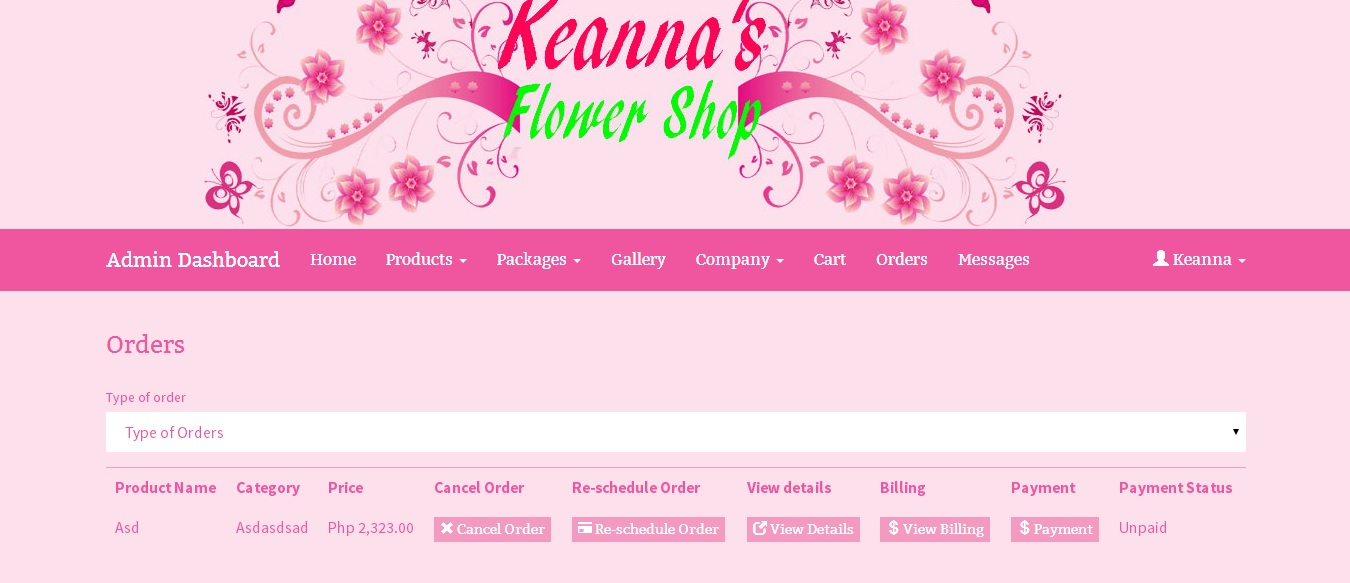 Keanna's
Flower Shop
Admin Dashboard Home Products Packages Gallery Company Cart Orders Messages Keanna
Orders
Type of order
Type of Orders
Product Name Category Price Cancel Order Re-schedule Order View details Billing Payment Payment Status
Asd Asdasdsad Php 2,323.00 Cancel Order Re-schedule Order View Details $ View Billing $ Payment Unpaid